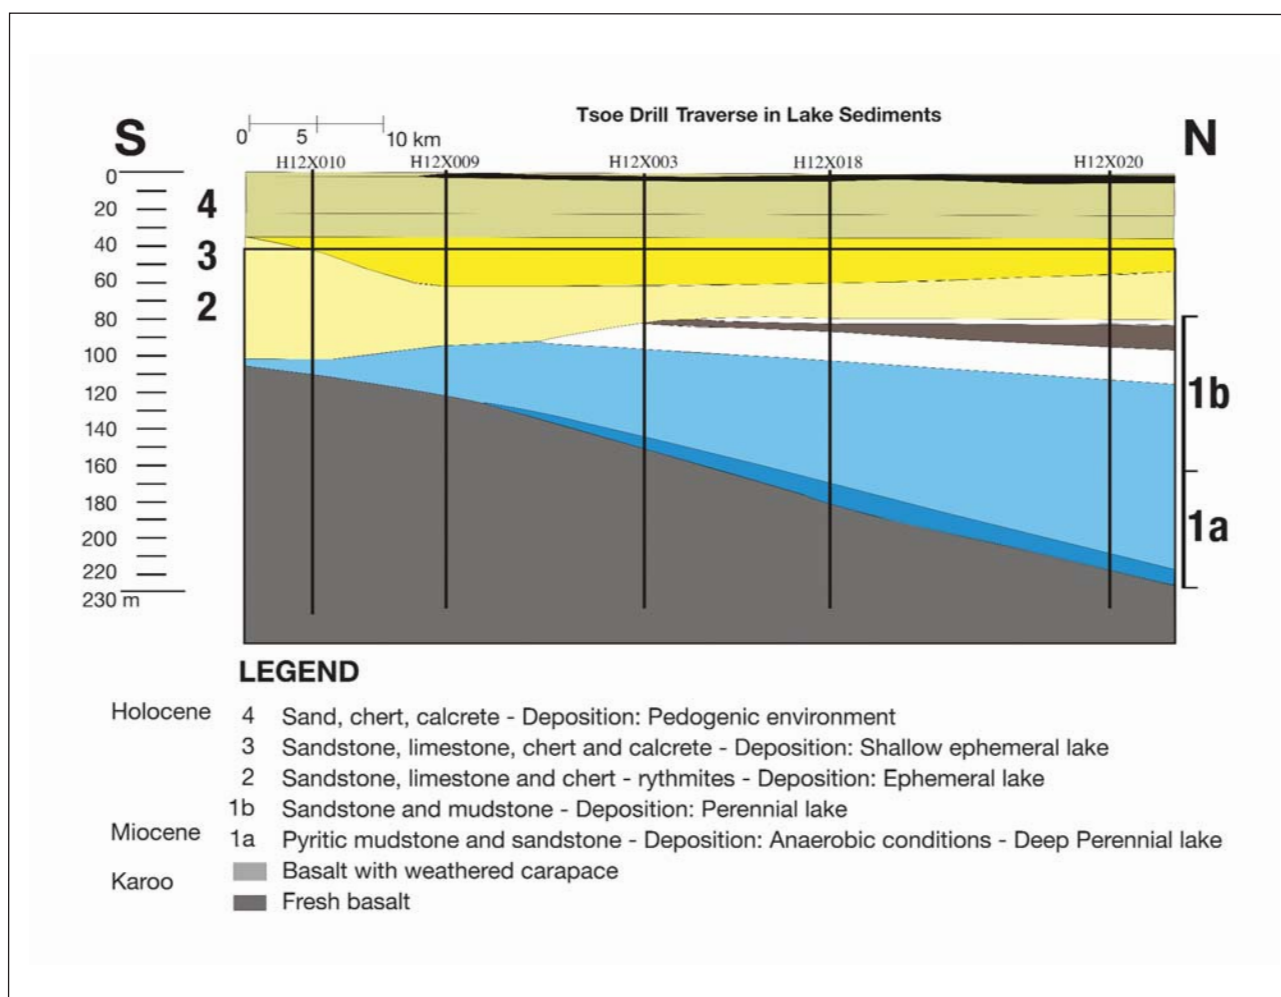 Tsoe Drill Traverse in Lake Sediments
S
N
0 5 10 km
H12X010 H12X009 H12X003 H12X018 H12X020
0
20
40
60
80
100
120
140
160
180
200
220
230 m
4
3
2
1b
1a
LEGEND
Holocene 4 Sand, chert, calcrete - Deposition: Pedogenic environment
3 Sandstone, limestone, chert and calcrete - Deposition: Shallow ephemeral lake
2 Sandstone, limestone and chert - rythmites - Deposition: Ephemeral lake
1b Sandstone and mudstone - Deposition: Perennial lake
Miocene 1a Pyritic mudstone and sandstone - Deposition: Anaerobic conditions - Deep Perennial lake
Karoo Basalt with weathered carapace
Fresh basalt